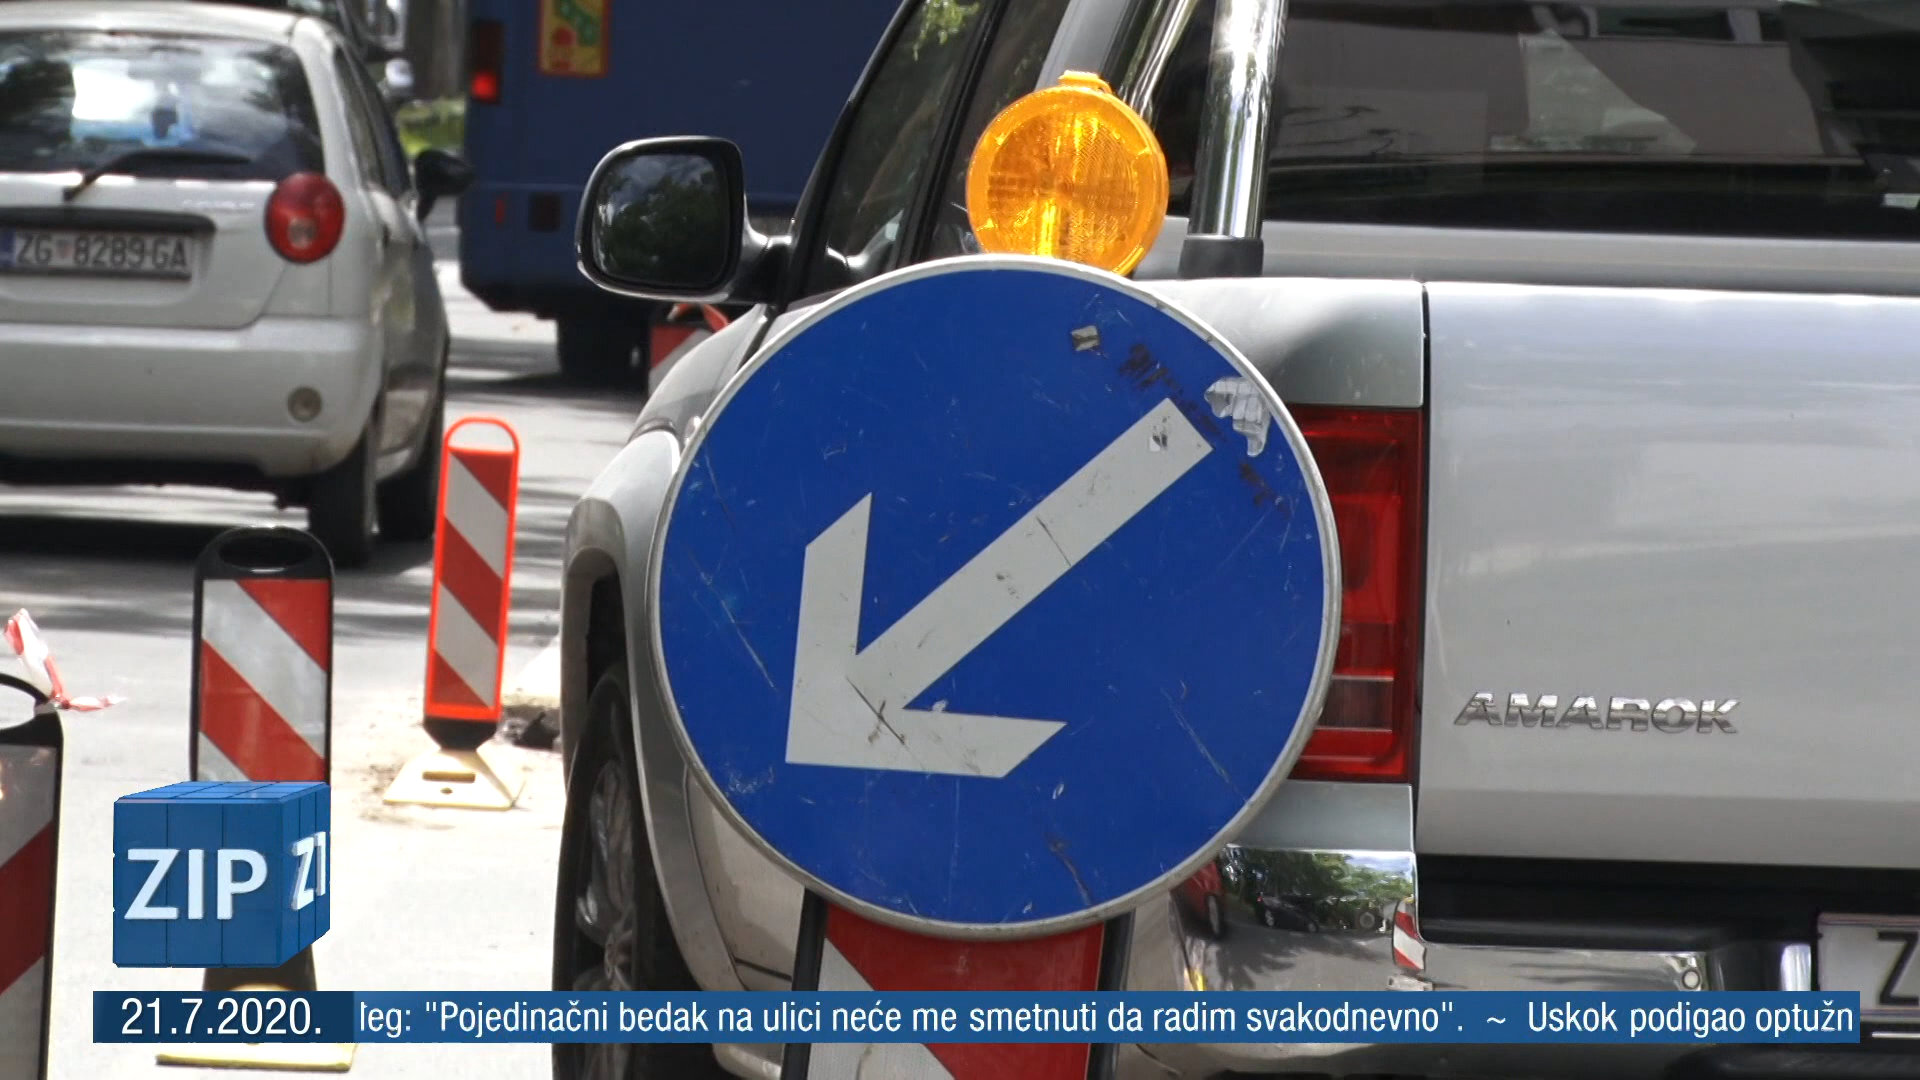 ZG 8289-GA
AMAROK
ZIP
21.7.2020.
"Pojedinačni bedak na ulici neće me smetnuti da radim svakodnevno". ~ Uskok podigao optužn